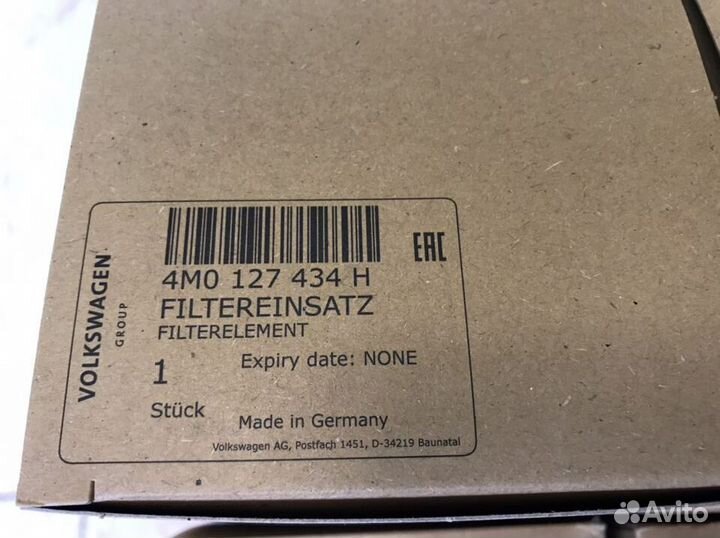 VOLKSWAGEN
GROUP
EAC
4M0 127 434 H
FILTEREINSATZ
FILTERELEMENT
1
Expiry date: NONE
Stück
Made in Germany
Volkswagen AG, Postfach 1451, D-34219 Baunatal
Avito